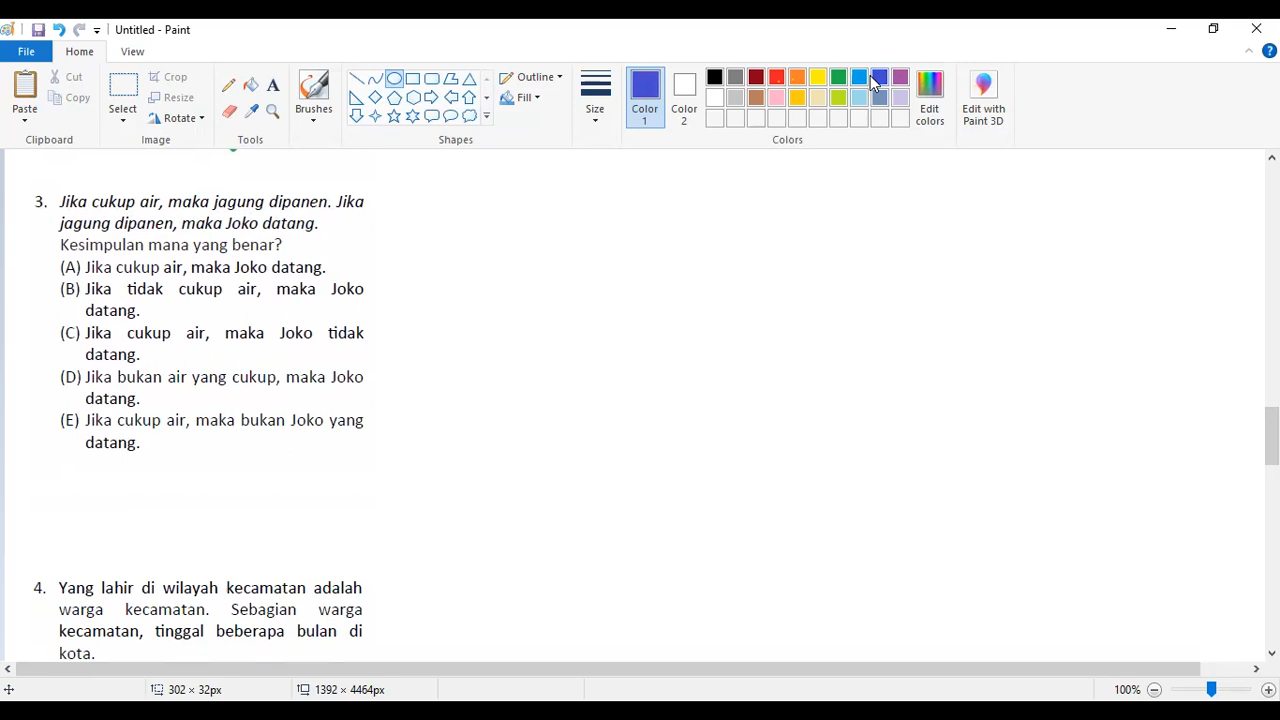 Untitled - Paint
File Home View
Paste
Cut
Copy
Clipboard
Select
Crop
Resize
Rotate
Image
Tools
Brushes
Shapes
Outline
Fill
Size
Color 1
Color 2
Colors
Edit colors
Edit with Paint 3D
3. Jika cukup air, maka jagung dipanen. Jika
jagung dipanen, maka Joko datang.
Kesimpulan mana yang benar?
(A) Jika cukup air, maka Joko datang.
(B) Jika tidak cukup air, maka Joko
datang.
(C) Jika cukup air, maka Joko tidak
datang.
(D) Jika bukan air yang cukup, maka Joko
datang.
(E) Jika cukup air, maka bukan Joko yang
datang.
4. Yang lahir di wilayah kecamatan adalah
warga kecamatan. Sebagian warga
kecamatan, tinggal beberapa bulan di
kota.
302 × 32px
1392 × 4464px
100%